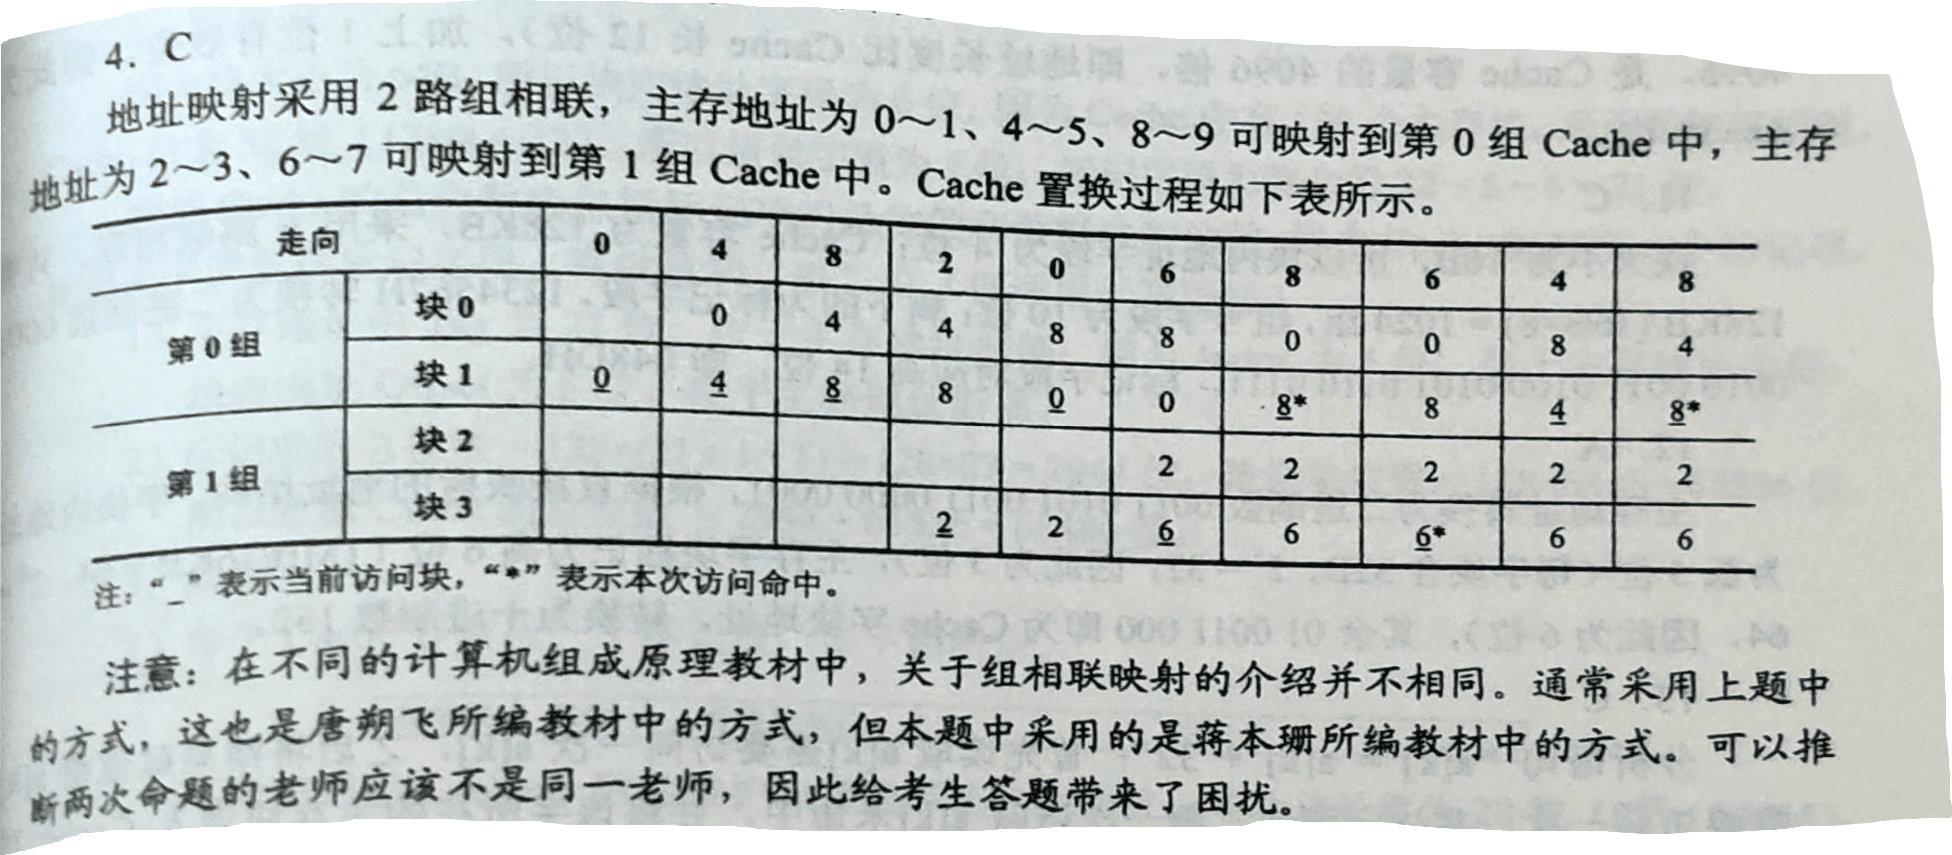 4. C
地址映射采用 2 路组相联，主存地址为 0～1、4～5、8～9 可映射到第 0 组 Cache 中，主存
地址为 2～3、6～7 可映射到第 1 组 Cache 中。Cache 置换过程如下表所示。
走向 0 4 8 2 0 6 8 6 4 8
第 0 组 块 0 0 4 4 8 8 0 0 8 4
块 1 0 4 8 8 0 0 8* 8 4 8*
第 1 组 块 2 2 2 2 2 2
块 3 2 2 6 6 6* 6 6
注：“_”表示当前访问块，“*”表示本次访问命中。
注意：在不同的计算机组成原理教材中，关于组相联映射的介绍并不相同。通常采用上题中
的方式，这也是唐朔飞所编教材中的方式，但本题中采用的是蒋本珊所编教材中的方式。可以推
断两次命题的老师应该不是同一老师，因此给考生答题带来了困扰。